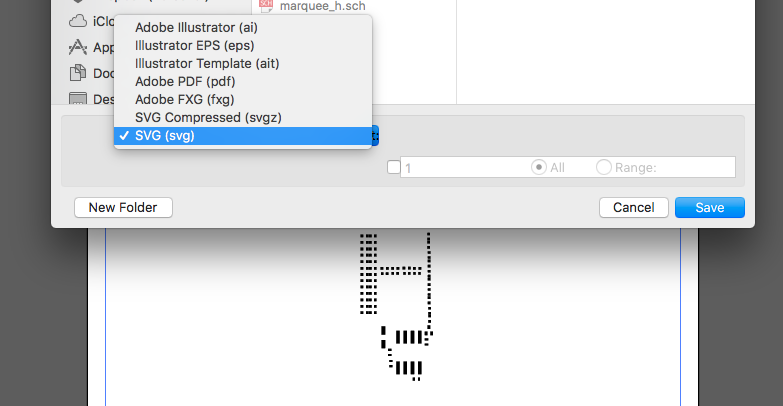 marquee_h.sch
iClo
App
Doc
Des
Adobe Illustrator (ai)
Illustrator EPS (eps)
Illustrator Template (ait)
Adobe PDF (pdf)
Adobe FXG (fxg)
SVG Compressed (svgz)
✓ SVG (svg)
t:
1
All
Range:
New Folder
Cancel
Save